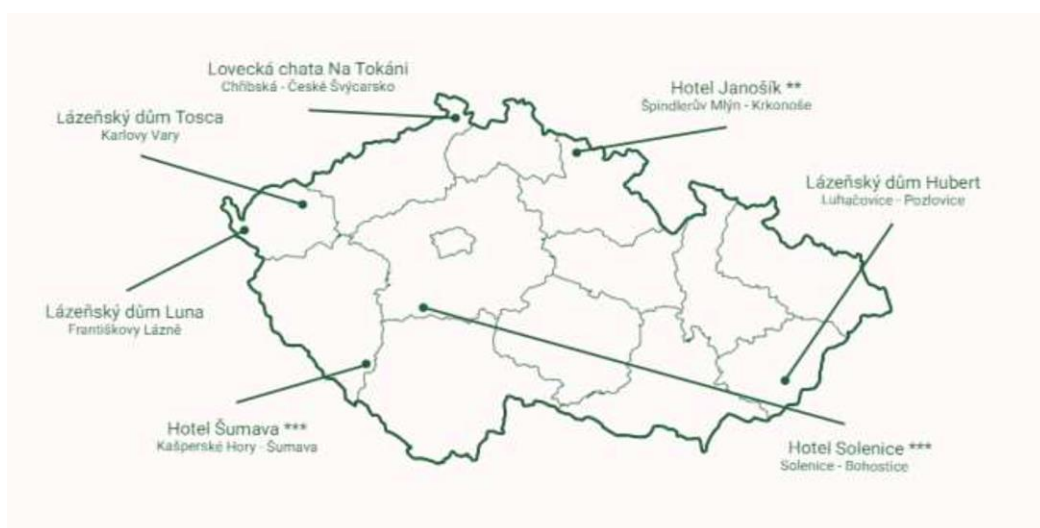 Lovecká chata Na Tokáni
Chřibská - České Švýcarsko
Hotel Janošík **
Špindlerův Mlýn - Krkonoše
Lázeňský dům Tosca
Karlovy Vary
Lázeňský dům Hubert
Luhačovice - Pozlovice
Lázeňský dům Luna
Františkovy Lázně
Hotel Šumava ***
Kašperské Hory - Šumava
Hotel Solenice ***
Solenice - Bohostice